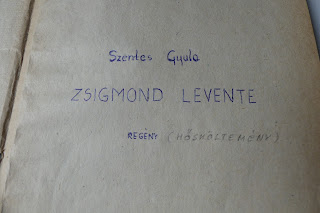 Szentes Gyula
ZSIGMOND LEVENTE
REGÉNY (HŐSKÖLTEMÉNY)